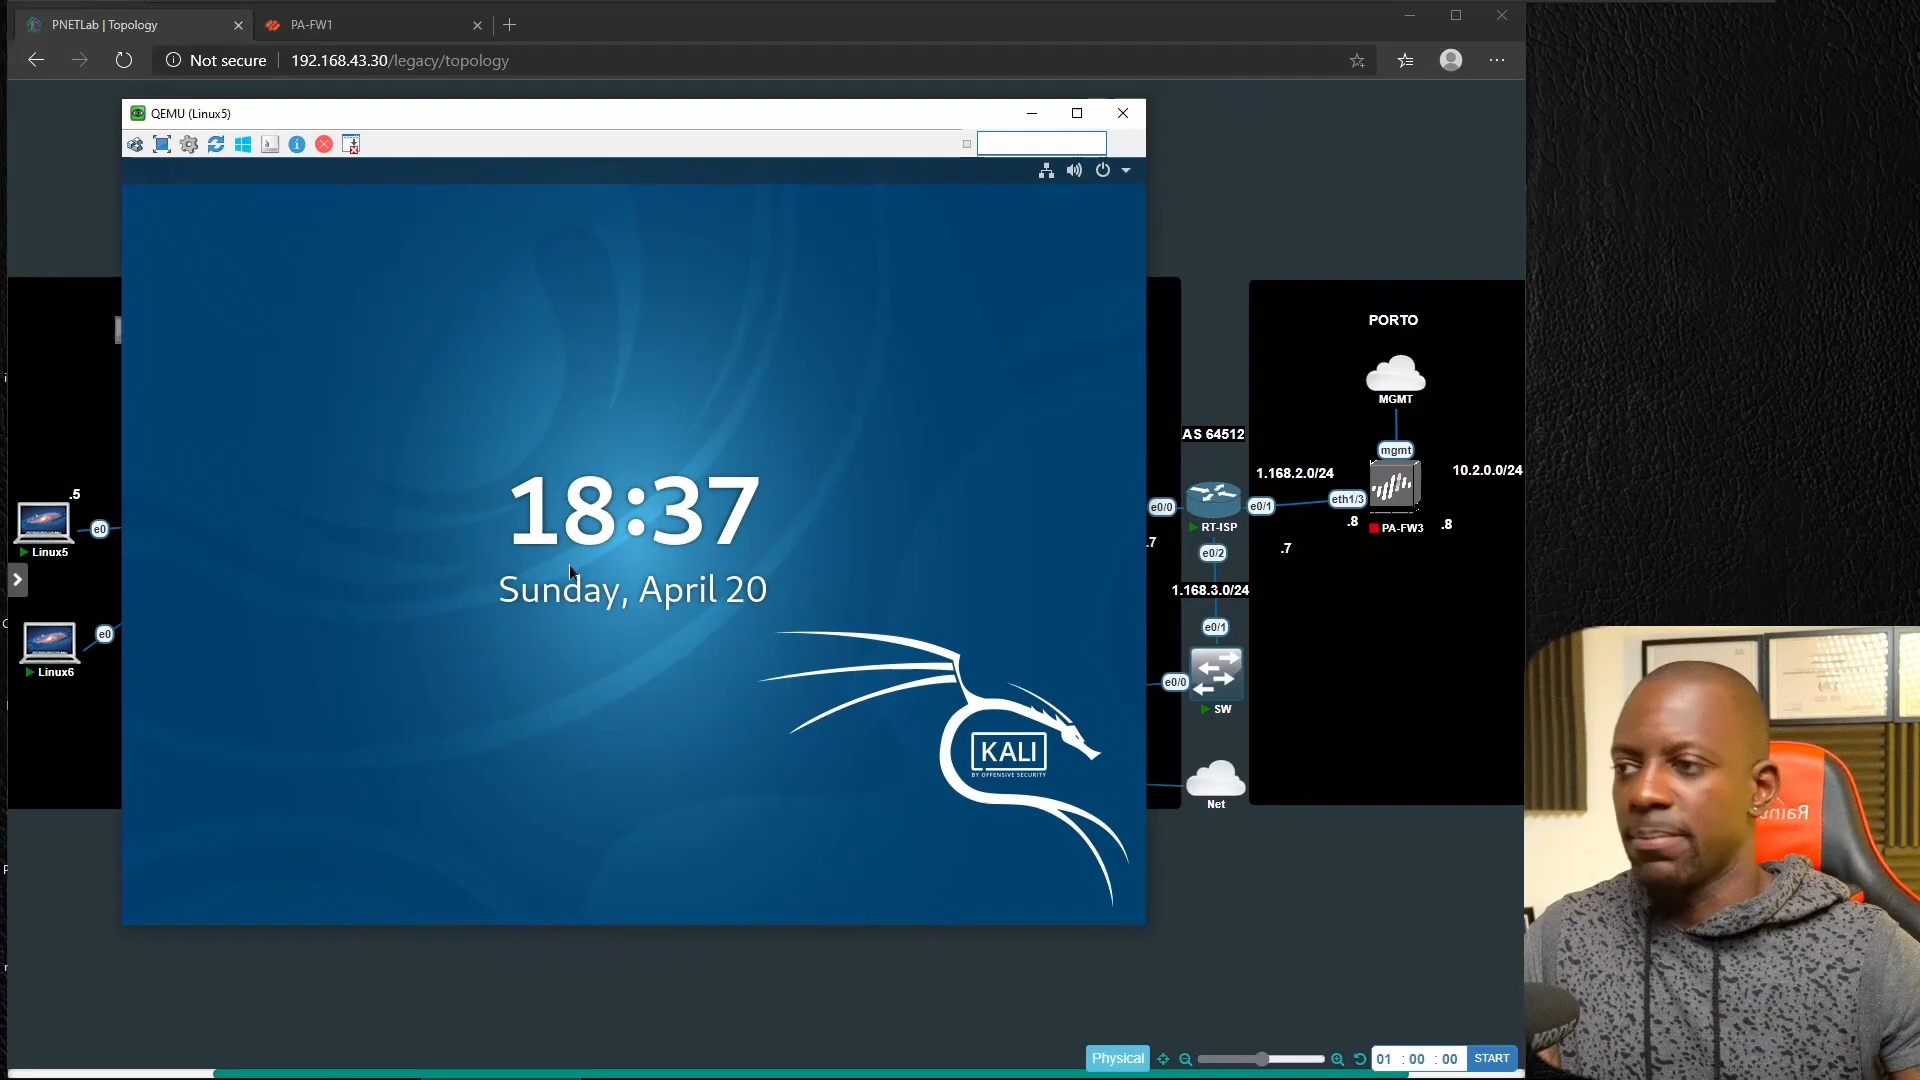 PNETLab | Topology
PA-FW1
Not secure
192.168.43.30/legacy/topology
QEMU (Linux5)
18:37
Sunday, April 20
KALI
BY OFFENSIVE SECURITY
.5
e0
Linux5
e0
Linux6
PORTO
MGMT
mgmt
AS 64512
1.168.2.0/24
10.2.0.0/24
e0/0
e0/1
eth1/3
RT-ISP
.8
PA-FW3
.8
.7
.7
e0/2
1.168.3.0/24
e0/1
e0/0
SW
Net
Physical
01 : 00 : 00
START